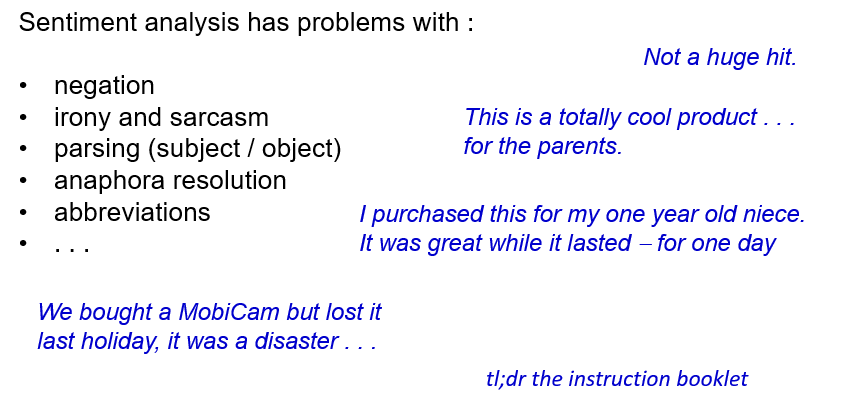 Sentiment analysis has problems with :
Not a huge hit.
• negation
• irony and sarcasm
• parsing (subject / object)
• anaphora resolution
• abbreviations
• . . .
This is a totally cool product . . .
for the parents.
I purchased this for my one year old niece.
It was great while it lasted – for one day
We bought a MobiCam but lost it
last holiday, it was a disaster . . .
tl;dr the instruction booklet